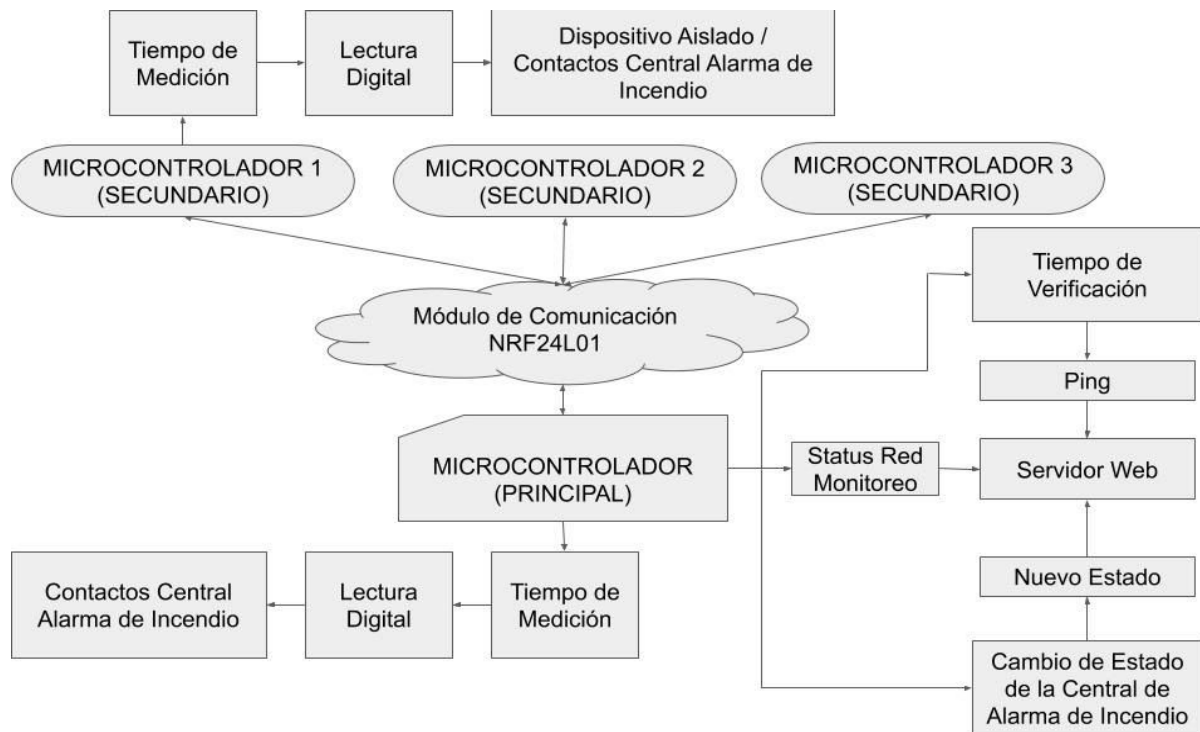 Tiempo de
Medición
Lectura
Digital
Dispositivo Aislado /
Contactos Central Alarma de
Incendio
MICROCONTROLADOR 1
(SECUNDARIO)
MICROCONTROLADOR 2
(SECUNDARIO)
MICROCONTROLADOR 3
(SECUNDARIO)
Tiempo de
Verificación
Módulo de Comunicación
NRF24L01
Ping
MICROCONTROLADOR
(PRINCIPAL)
Status Red
Monitoreo
Servidor Web
Contactos Central
Alarma de Incendio
Lectura
Digital
Tiempo de
Medición
Nuevo Estado
Cambio de Estado
de la Central de
Alarma de Incendio